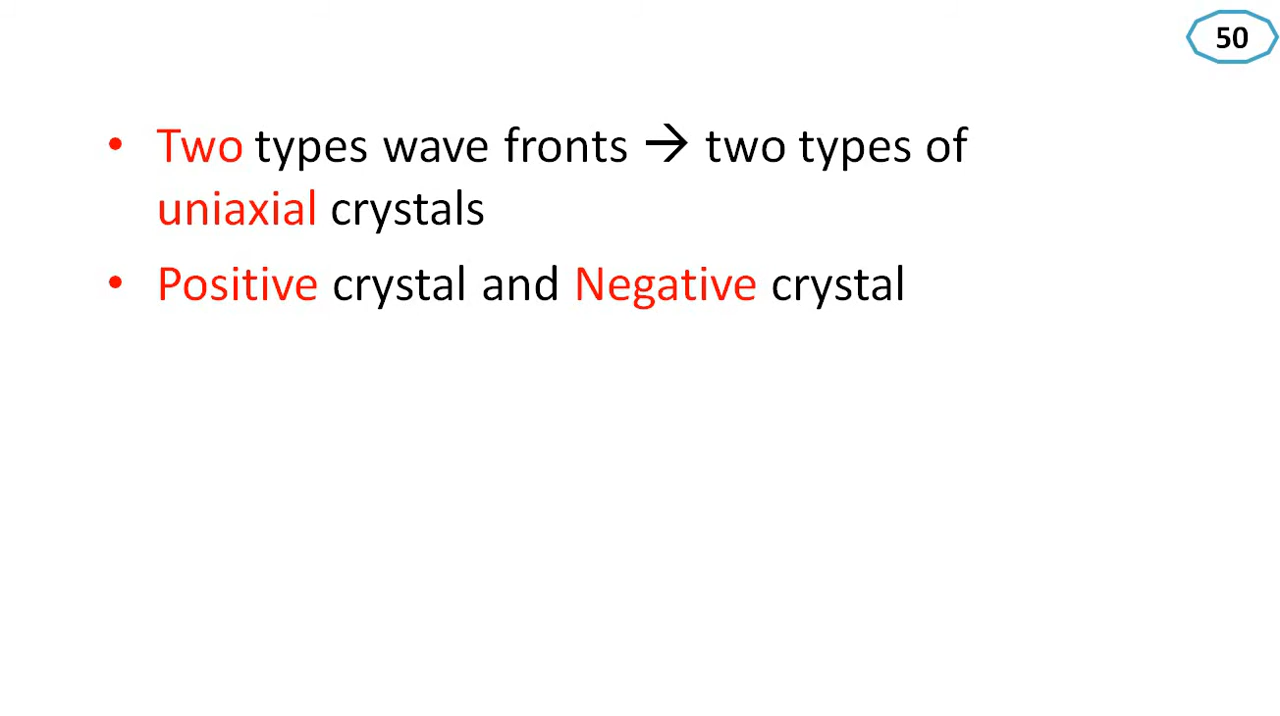 50
• Two types wave fronts → two types of
uniaxial crystals
• Positive crystal and Negative crystal